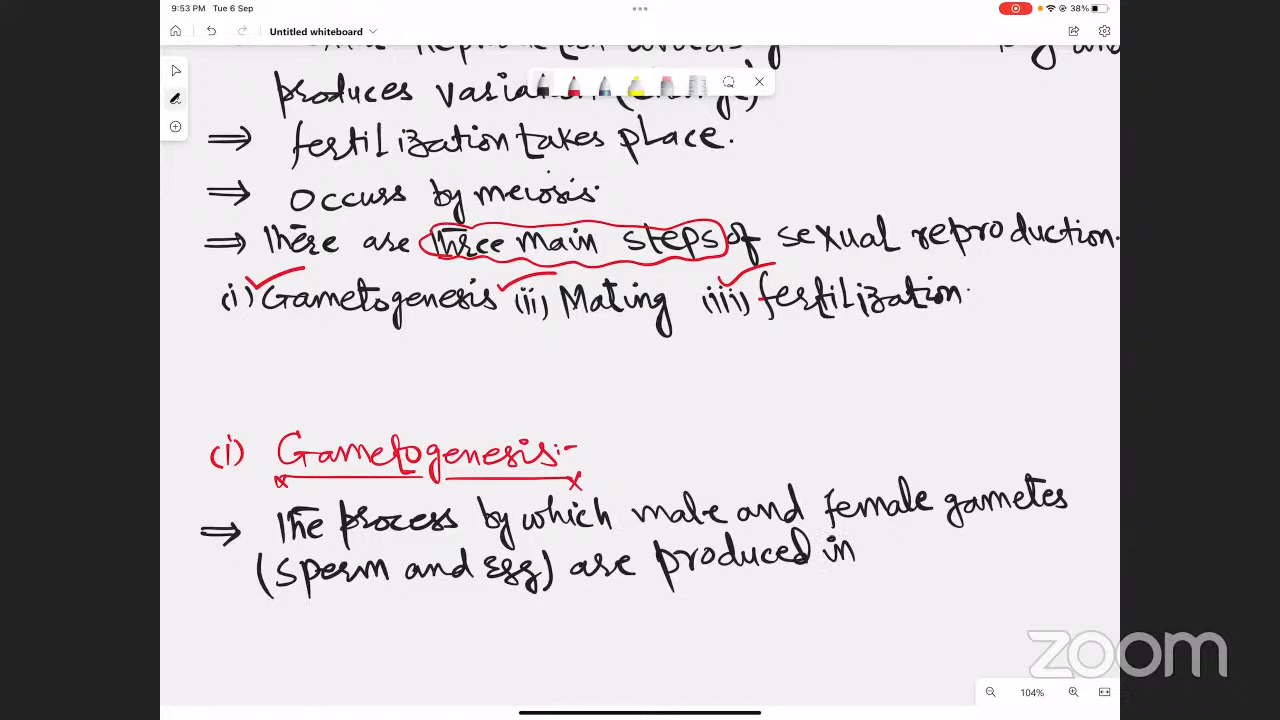 9:53 PM Tue 6 Sep
38%
Untitled whiteboard
produces variation
⇒ fertilization takes place.
⇒ occurs by meiosis.
⇒ There are three main steps of sexual reproduction.
(i) Gametogenesis (ii) Mating (iii) fertilization.
(i) Gametogenesis:-
⇒ The process by which male and female gametes
(sperm and egg) are produced in
zoom
104%